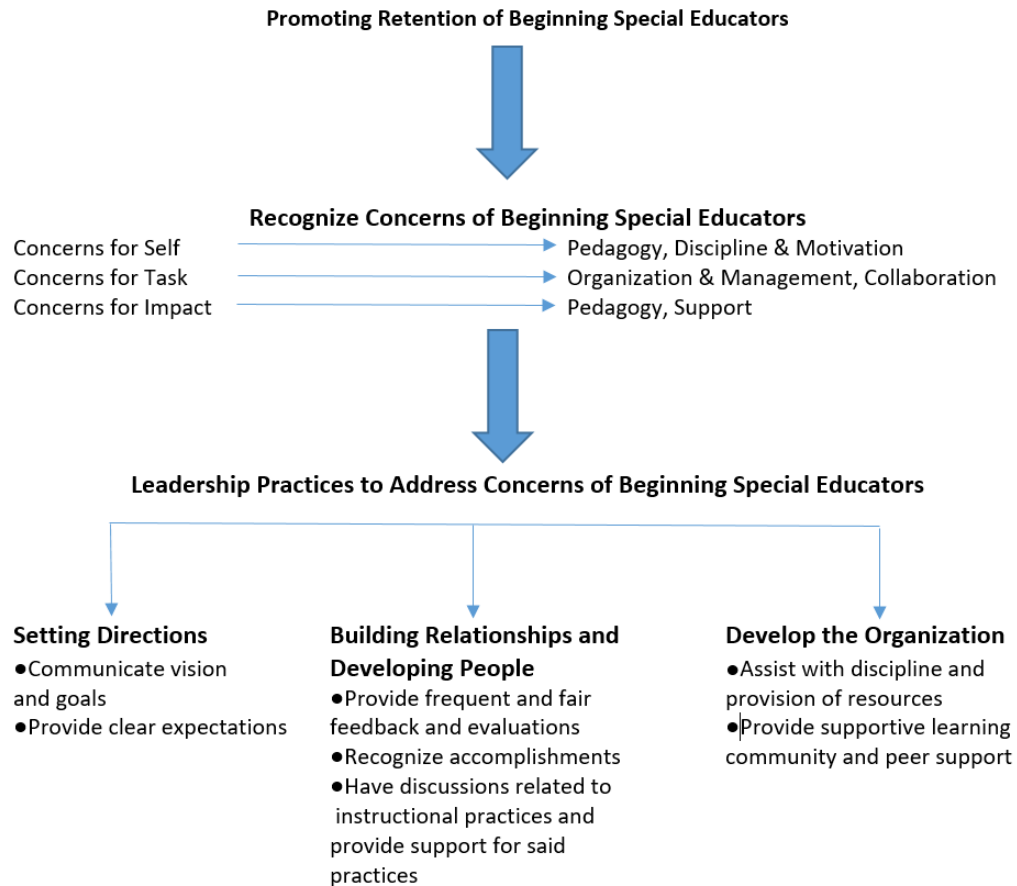 Promoting Retention of Beginning Special Educators
Recognize Concerns of Beginning Special Educators
Concerns for Self
Pedagogy, Discipline & Motivation
Concerns for Task
Organization & Management, Collaboration
Concerns for Impact
Pedagogy, Support
Leadership Practices to Address Concerns of Beginning Special Educators
Setting Directions
●Communicate vision
and goals
●Provide clear expectations
Building Relationships and
Developing People
●Provide frequent and fair
feedback and evaluations
●Recognize accomplishments
●Have discussions related to
instructional practices and
provide support for said
practices
Develop the Organization
●Assist with discipline and
provision of resources
●Provide supportive learning
community and peer support